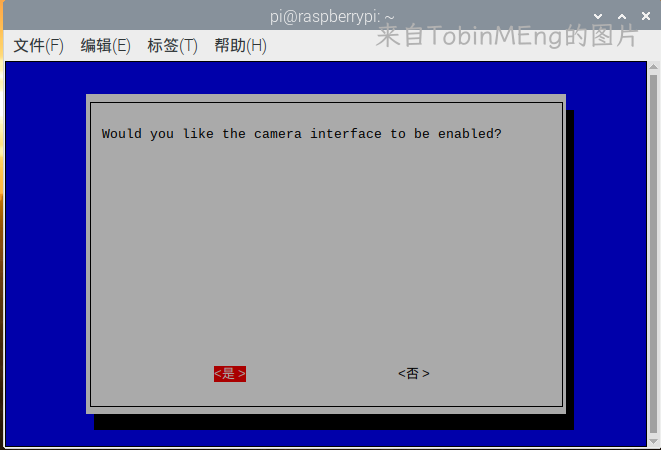 pi@raspberrypi: ~
来自TobinMEng的图片
文件(F) 编辑(E) 标签(T) 帮助(H)
Would you like the camera interface to be enabled?
<是> <否>